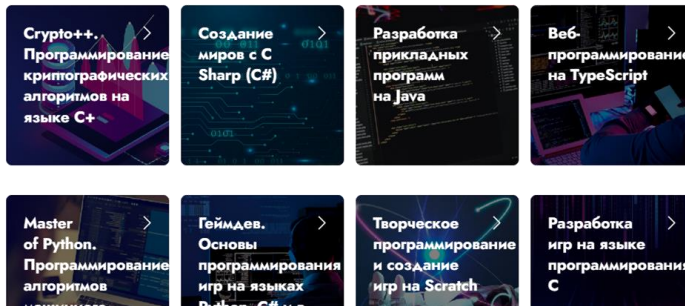 Crypto++.
Программирование
криптографических
алгоритмов на
языке C+
Создание
миров с C
Sharp (C#)
Разработка
прикладных
программ
на Java
Веб-
программирование
на TypeScript
Master
of Python.
Программирование
алгоритмов
Геймдев.
Основы
программирования
игр на языках
Python, C# и в
Творческое
программирование
и создание
игр на Scratch
Разработка
игр на языке
программирования
C